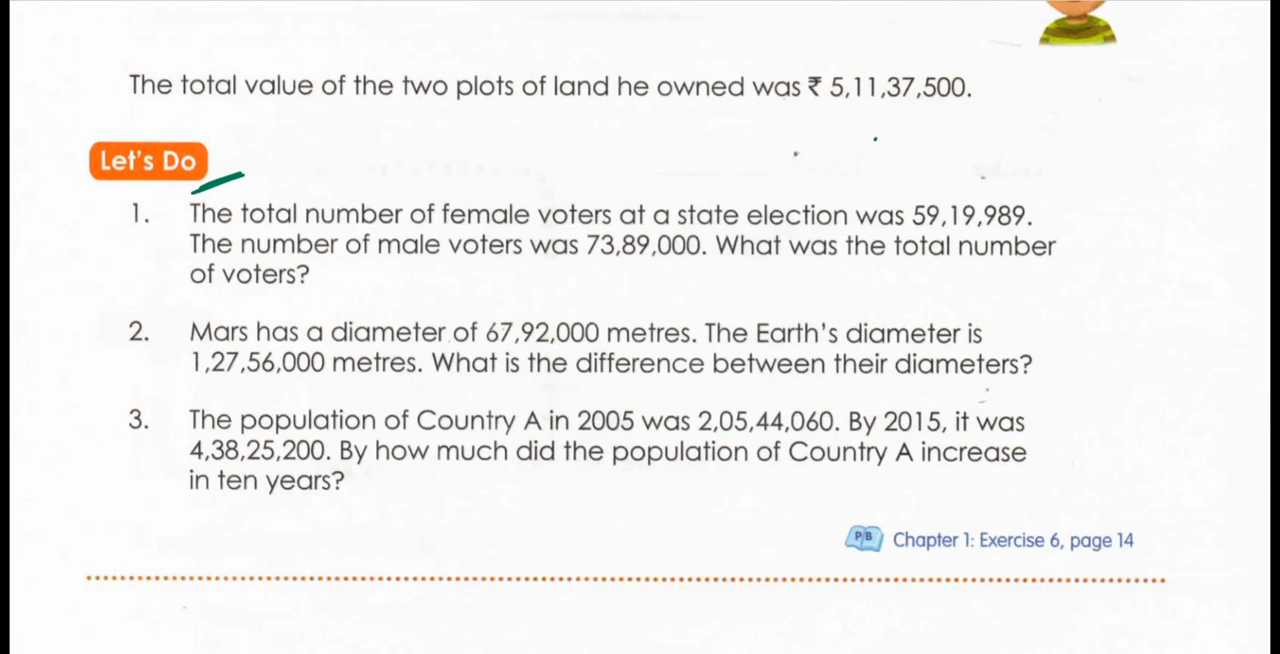 The total value of the two plots of land he owned was ₹ 5,11,37,500.
Let's Do
1. The total number of female voters at a state election was 59,19,989.
The number of male voters was 73,89,000. What was the total number
of voters?
2. Mars has a diameter of 67,92,000 metres. The Earth's diameter is
1,27,56,000 metres. What is the difference between their diameters?
3. The population of Country A in 2005 was 2,05,44,060. By 2015, it was
4,38,25,200. By how much did the population of Country A increase
in ten years?
PB Chapter 1: Exercise 6, page 14